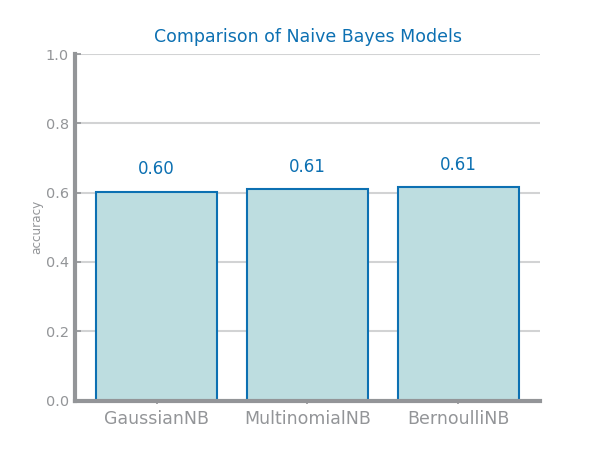 Comparison of Naive Bayes Models
1.0
0.8
0.6
0.4
0.2
0.0
accuracy
0.60
0.61
0.61
GaussianNB
MultinomialNB
BernoulliNB